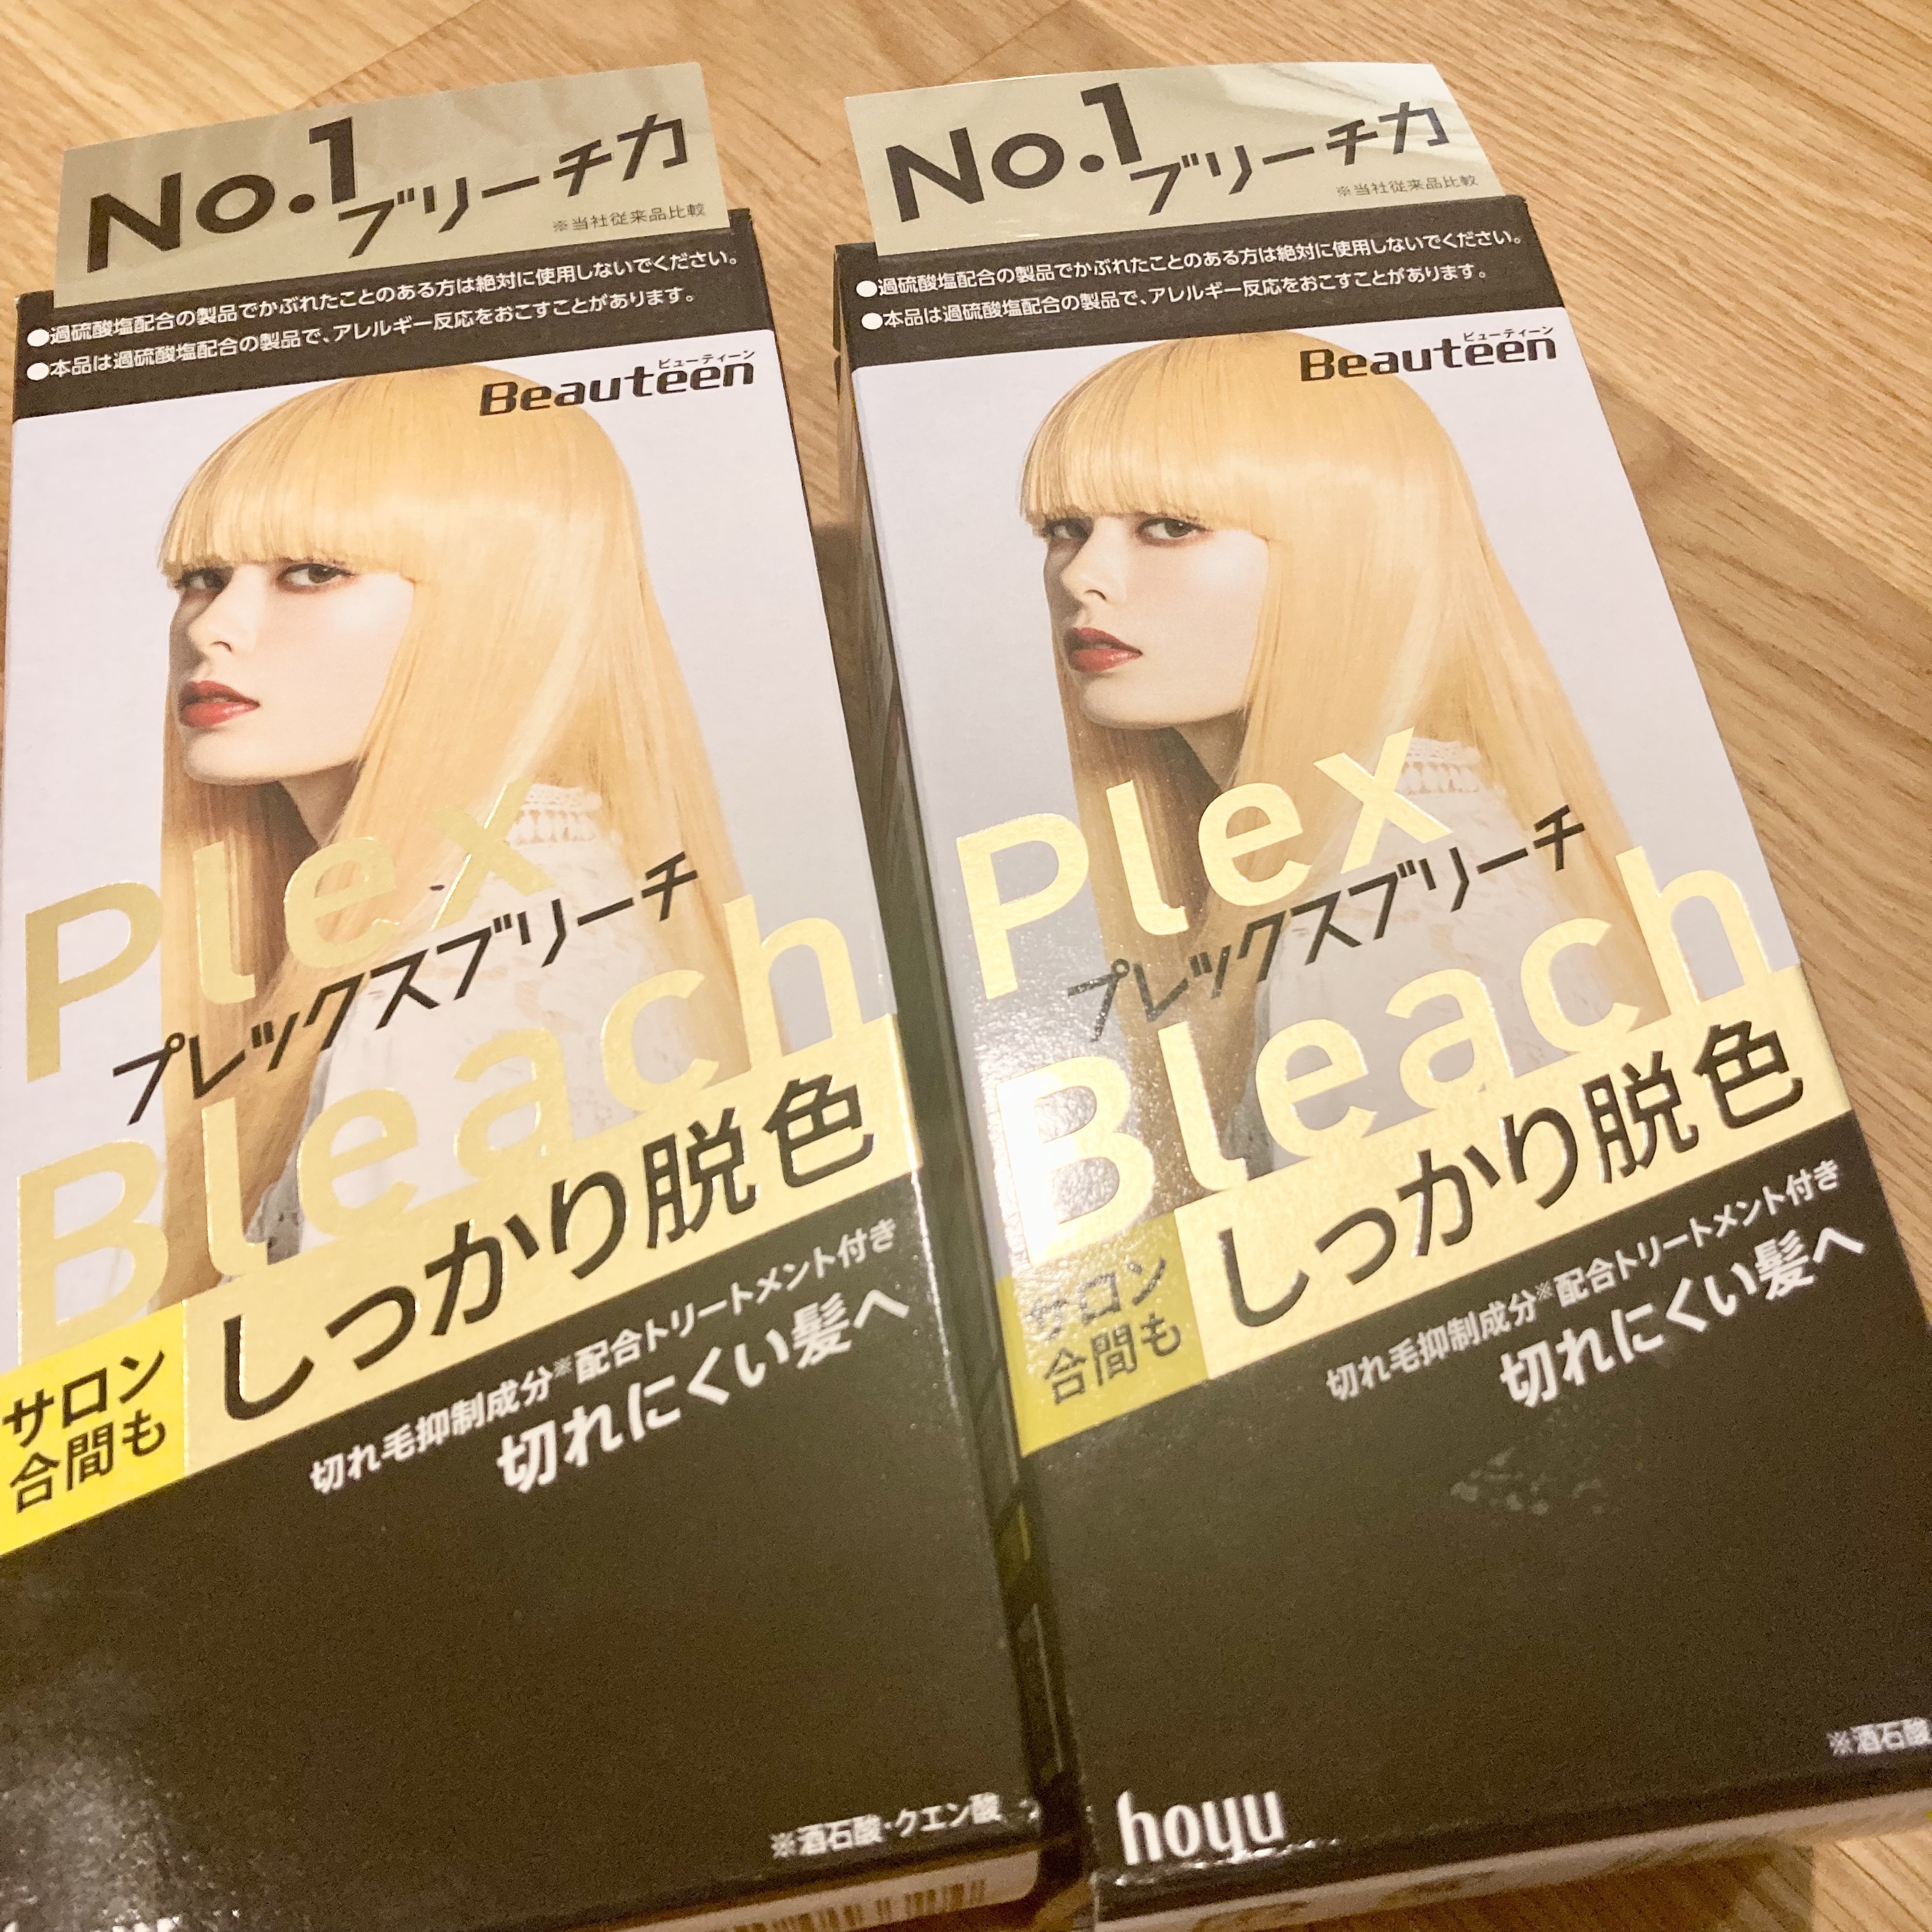 No.1
ブリーチ力
※当社従来品比較
●過硫酸塩配合の製品でかぶれたことのある方は絶対に使用しないでください。
●本品は過硫酸塩配合の製品で、アレルギー反応をおこすことがあります。
ビューティーン
Beauteen
Plex
プレックスブリーチ
Bleach
サロン
合間も
しっかり脱色
切れ毛抑制成分※配合トリートメント付き
切れにくい髪へ
※酒石酸・クエン酸
No.1
ブリーチ力
※当社従来品比較
●過硫酸塩配合の製品でかぶれたことのある方は絶対に使用しないでください。
●本品は過硫酸塩配合の製品で、アレルギー反応をおこすことがあります。
ビューティーン
Beauteen
Plex
プレックスブリーチ
Bleach
サロン
合間も
しっかり脱色
切れ毛抑制成分※配合トリートメント付き
切れにくい髪へ
※酒石酸
hoyu